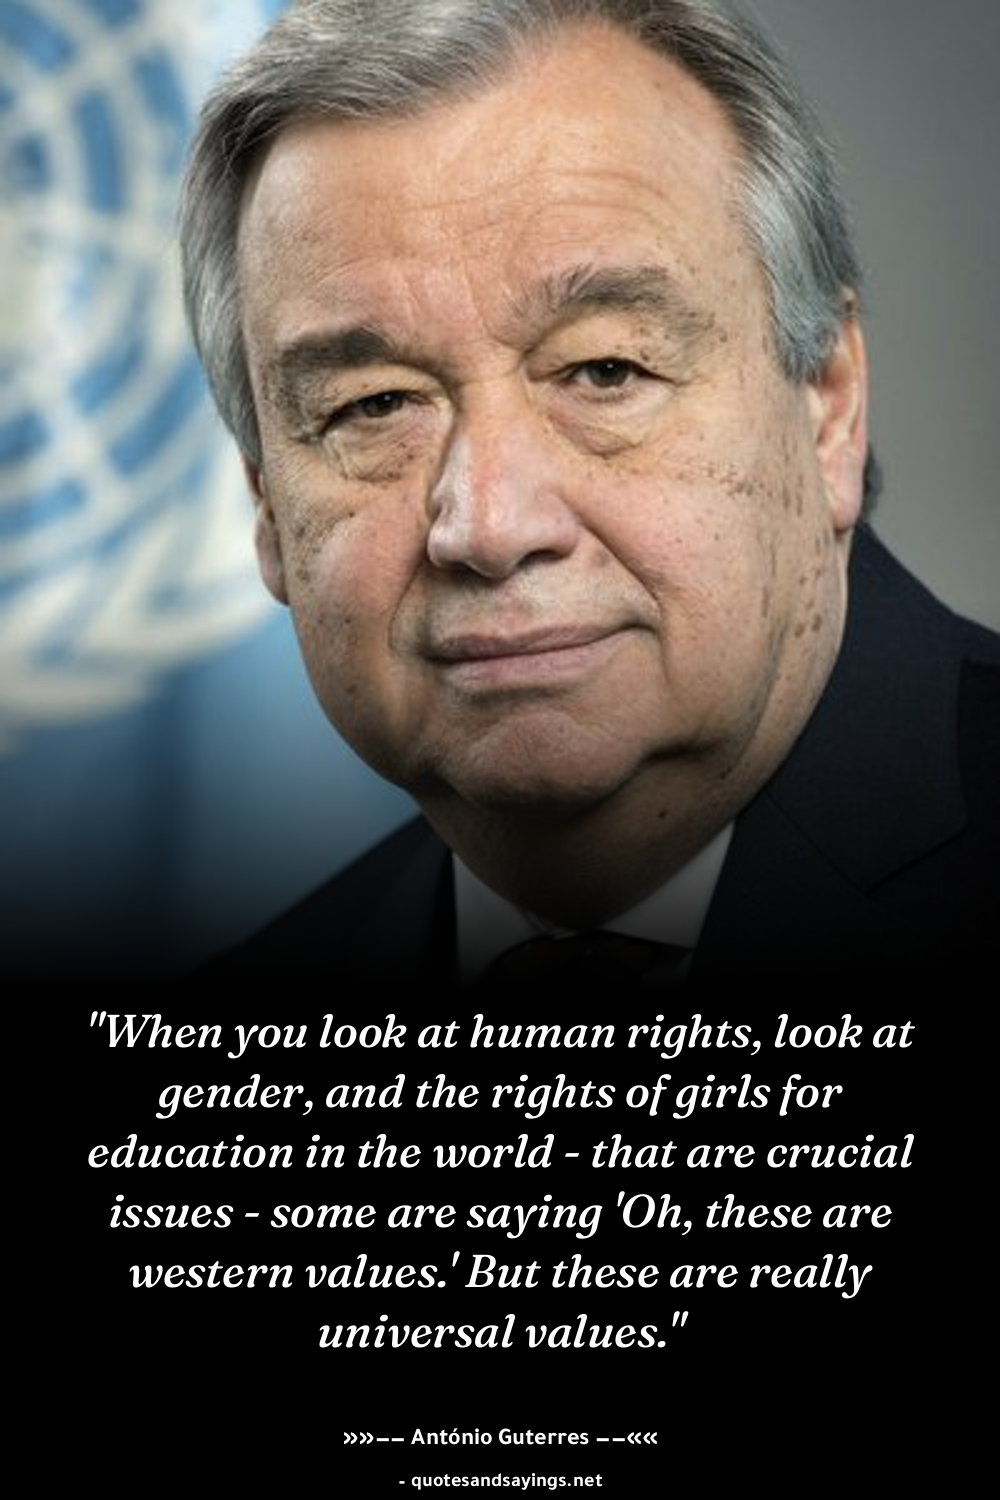 "When you look at human rights, look at
gender, and the rights of girls for
education in the world - that are crucial
issues - some are saying 'Oh, these are
western values.' But these are really
universal values."
»»–– António Guterres ––««
- quotesandsayings.net